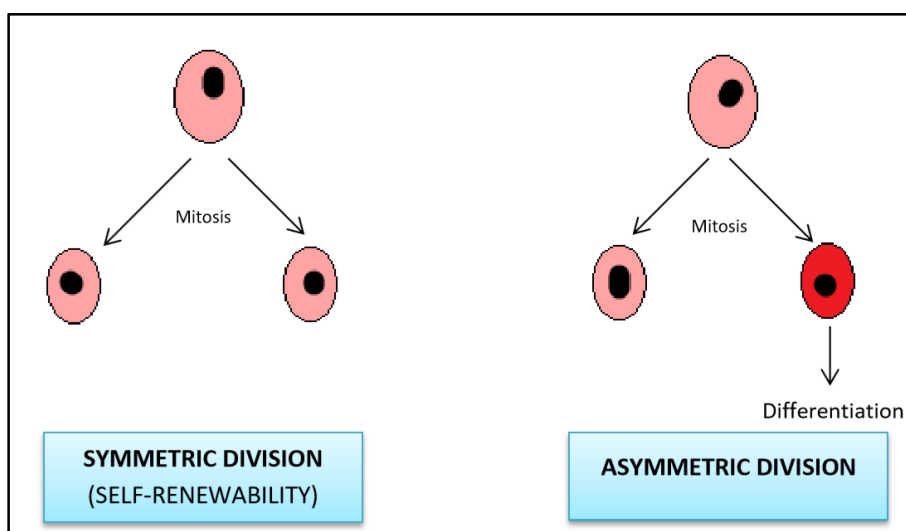 Mitosis
Mitosis
Differentiation
SYMMETRIC DIVISION
(SELF-RENEWABILITY)
ASYMMETRIC DIVISION